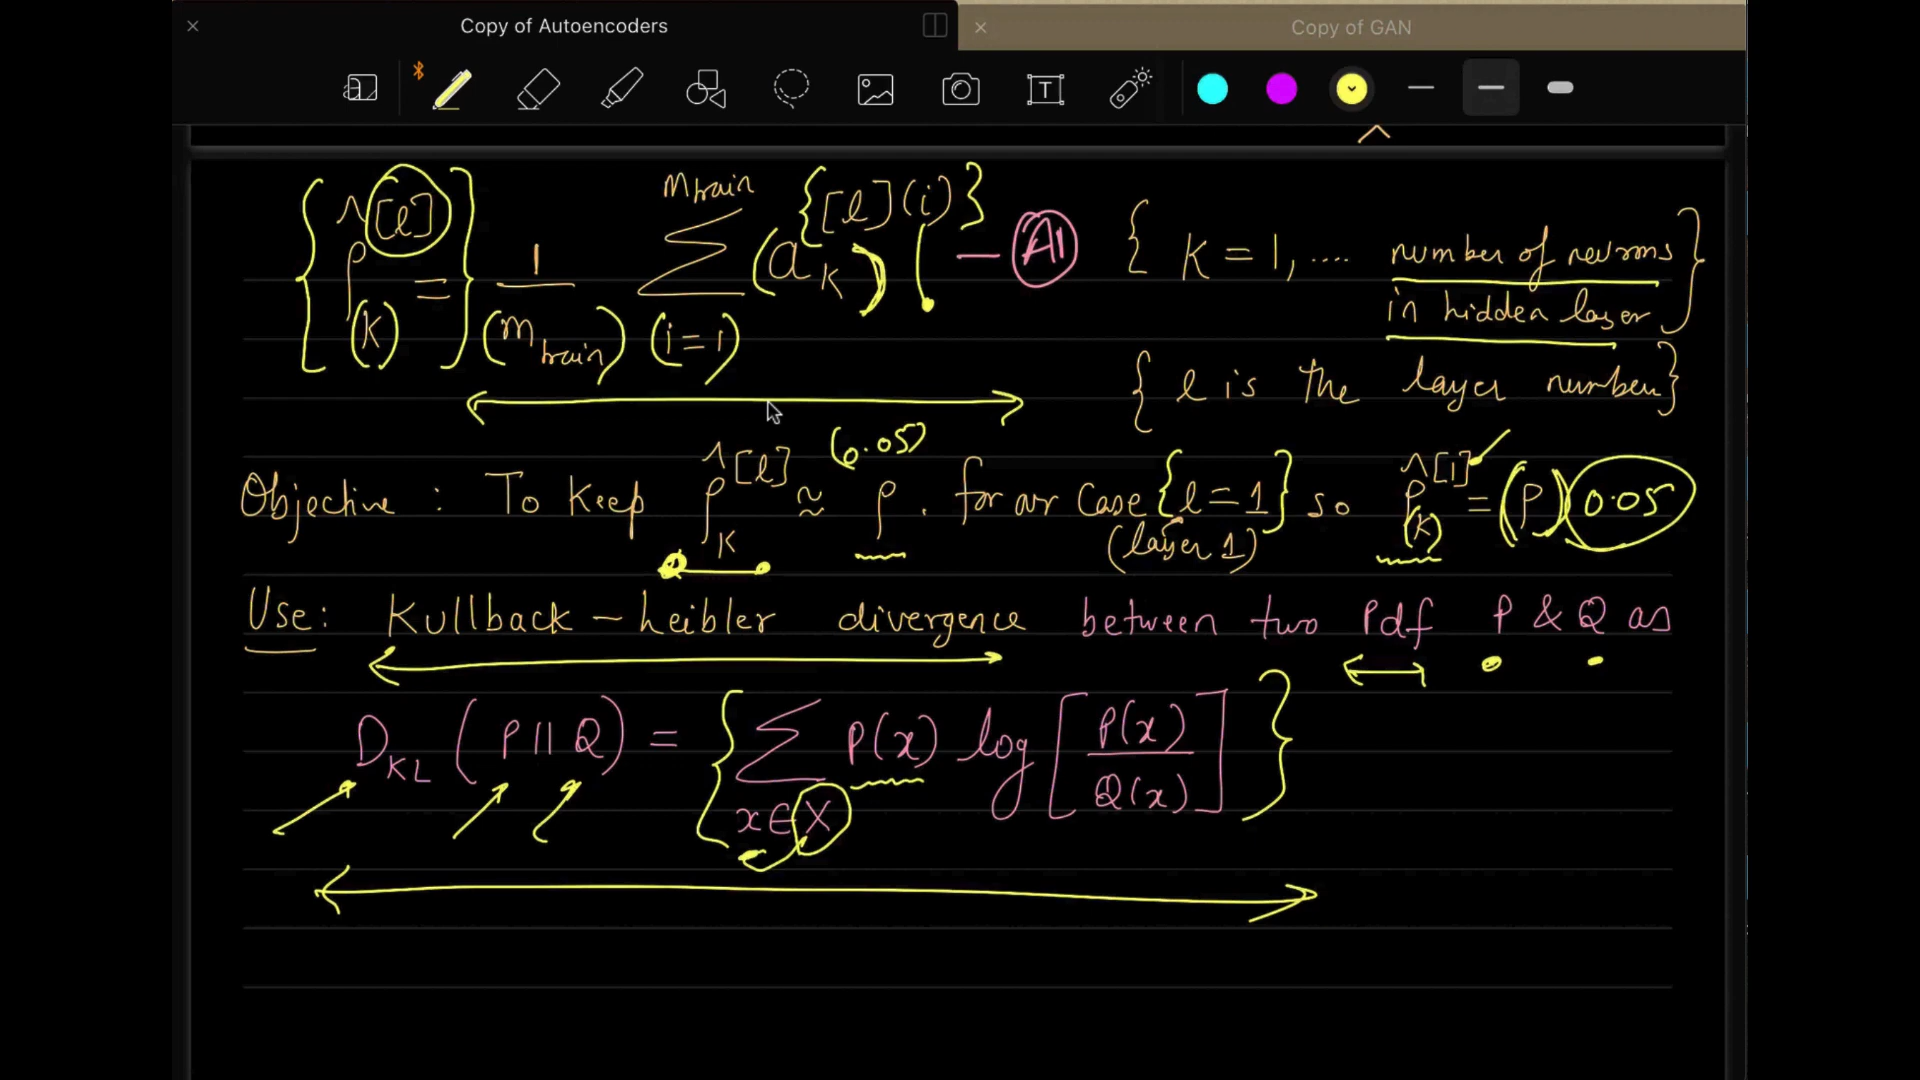 Copy of Autoencoders
Copy of GAN
{ρ̂_(k)^[l] =} 1/(m_train) Σ_(i=1)^(m_train) (a_k)^{[l](i)} — A1
{ K = 1, .... number of neurons
in hidden layer }
{ l is the layer number }
(0.05)
Objective : To Keep ρ̂_K^[l] ≈ ρ . for our Case {l = 1} so ρ̂_(K)^[1] = (ρ) 0.05
(layer 1)
Use: Kullback – Leibler divergence between two Pdf P & Q as
D_KL ( P || Q ) = { Σ_{x∈X} P(x) log [ P(x) / Q(x) ] }